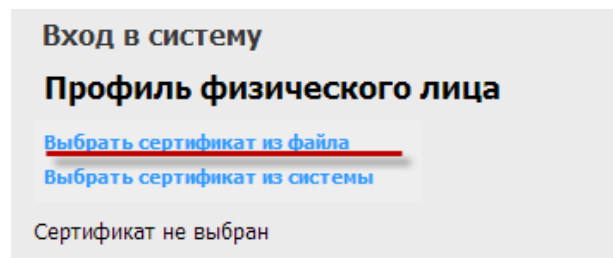 Вход в систему
Профиль физического лица
Выбрать сертификат из файла
Выбрать сертификат из системы
Сертификат не выбран